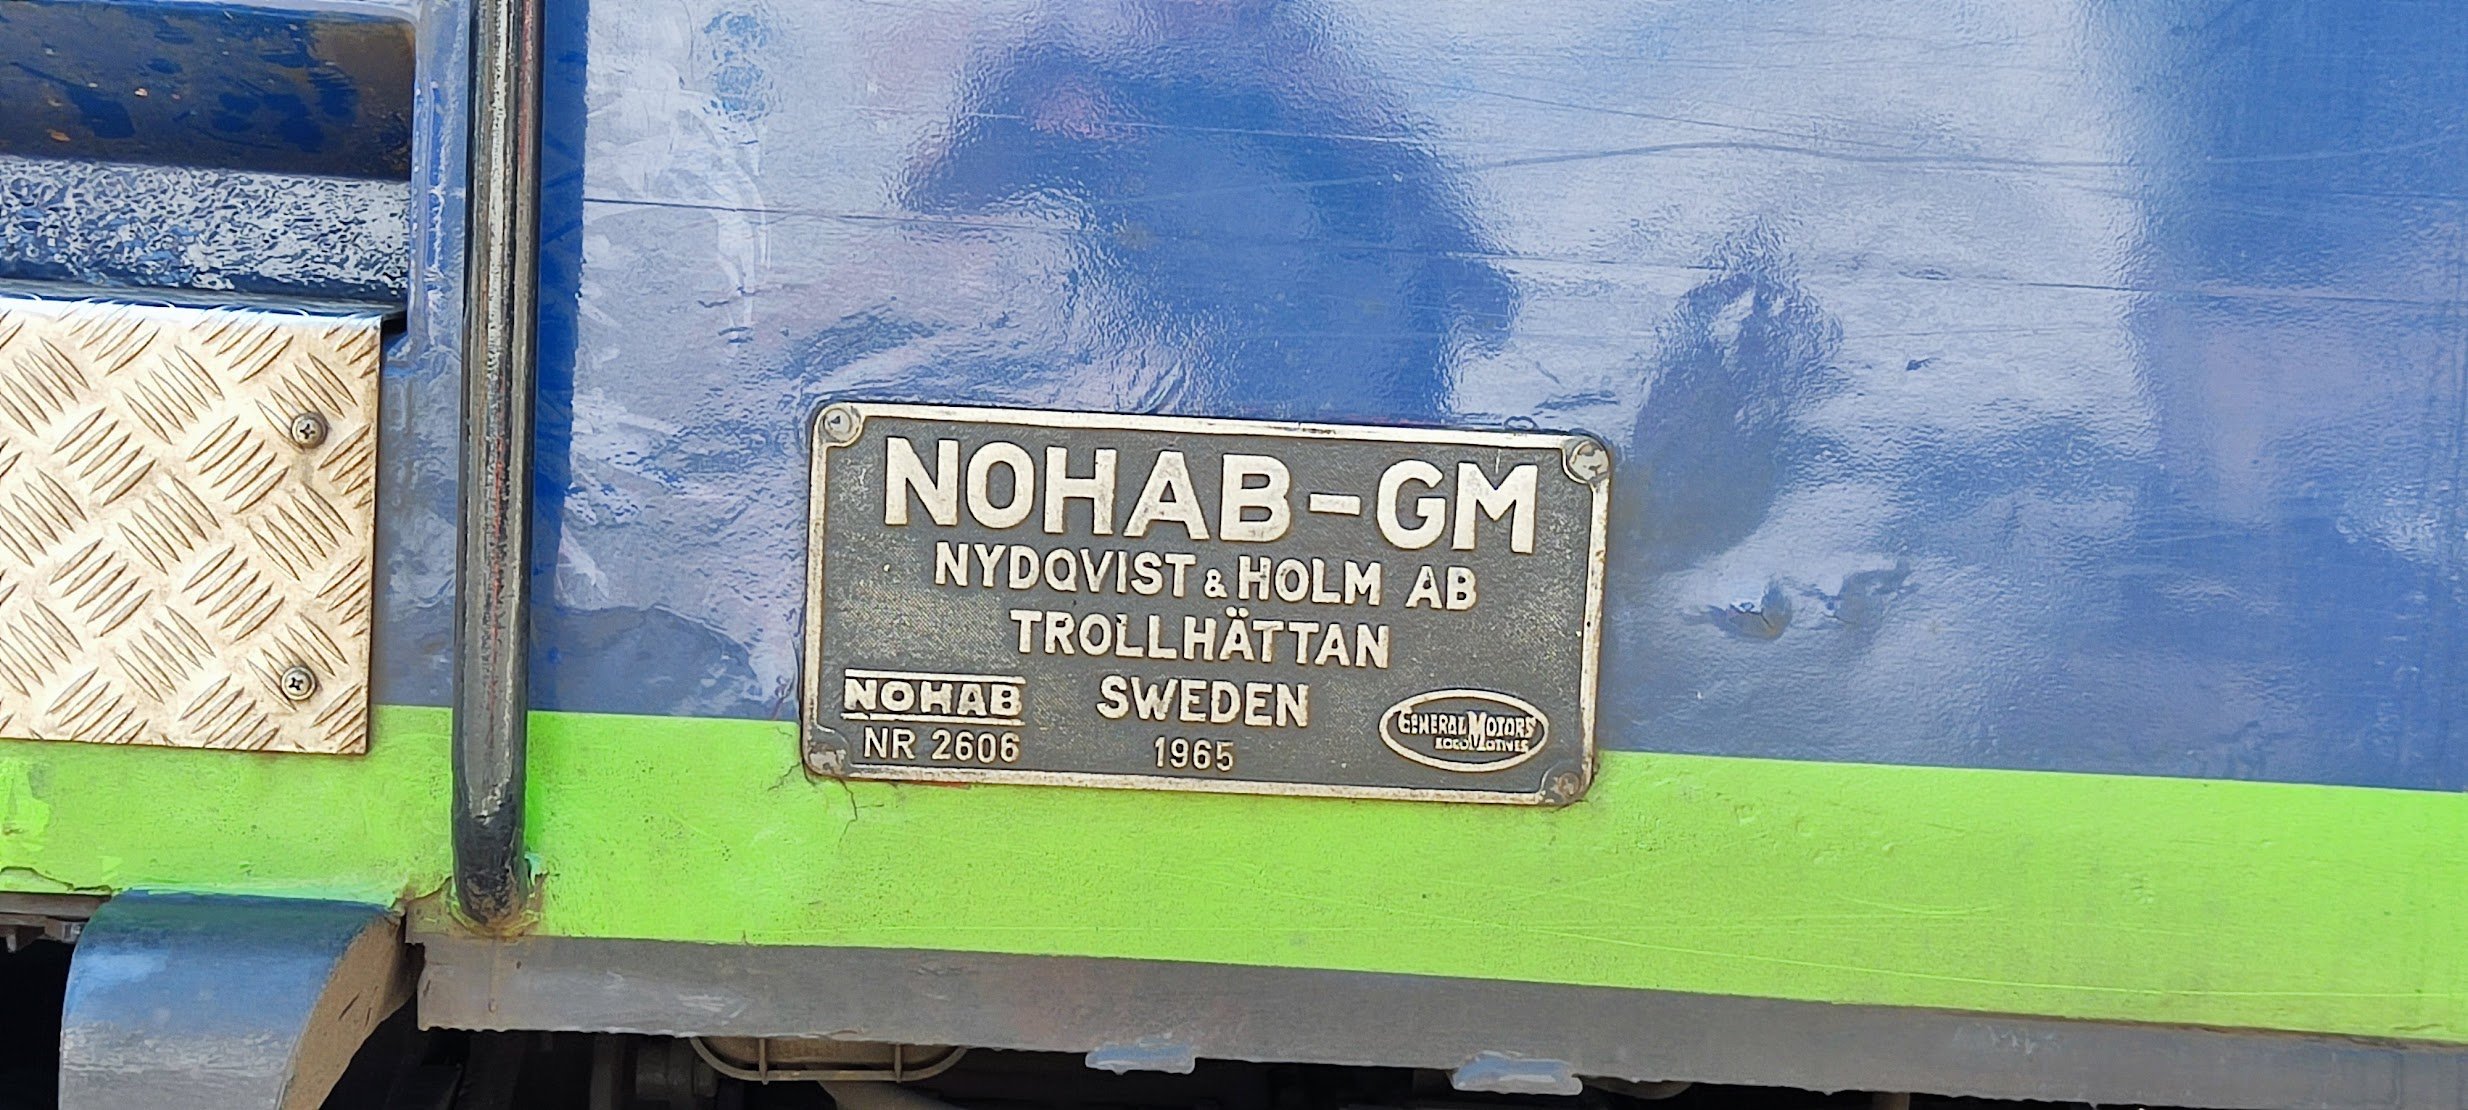 NOHAB-GM
NYDQVIST & HOLM AB
TROLLHÄTTAN
SWEDEN
NOHAB
NR 2606
1965
GENERAL MOTORS
LOCOMOTIVES